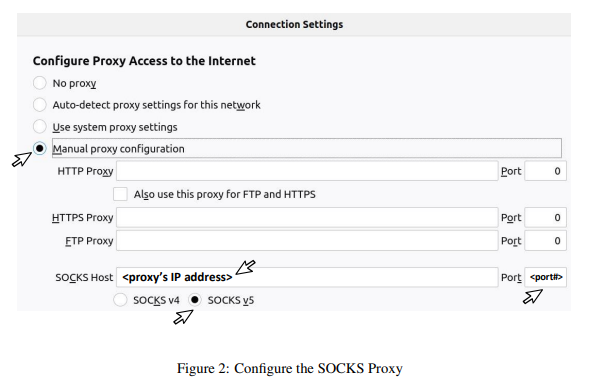 Connection Settings
Configure Proxy Access to the Internet
No proxy
Auto-detect proxy settings for this network
Use system proxy settings
Manual proxy configuration
HTTP Proxy Port 0
Also use this proxy for FTP and HTTPS
HTTPS Proxy Port 0
FTP Proxy Port 0
SOCKS Host <proxy's IP address> Port <port#>
SOCKS v4 SOCKS v5
Figure 2: Configure the SOCKS Proxy